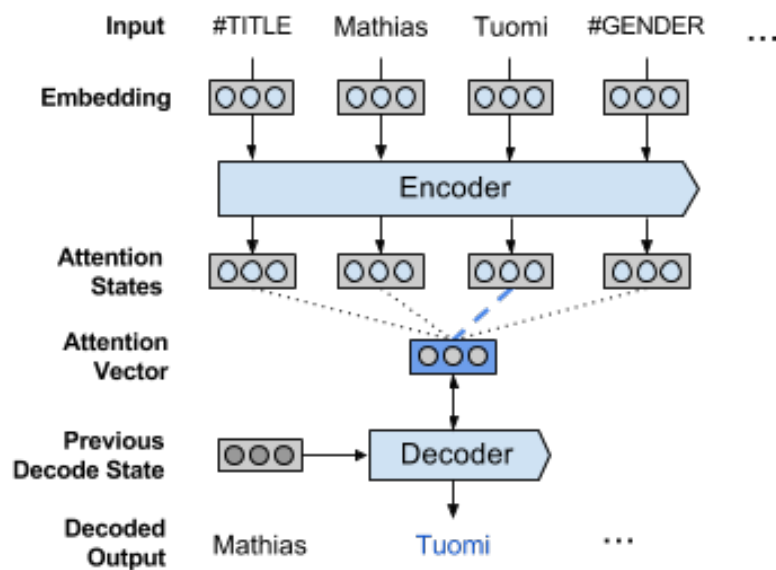 Input #TITLE Mathias Tuomi #GENDER ...
Embedding
Encoder
Attention
States
Attention
Vector
Previous
Decode State
Decoder
Decoded
Output
Mathias Tuomi ...